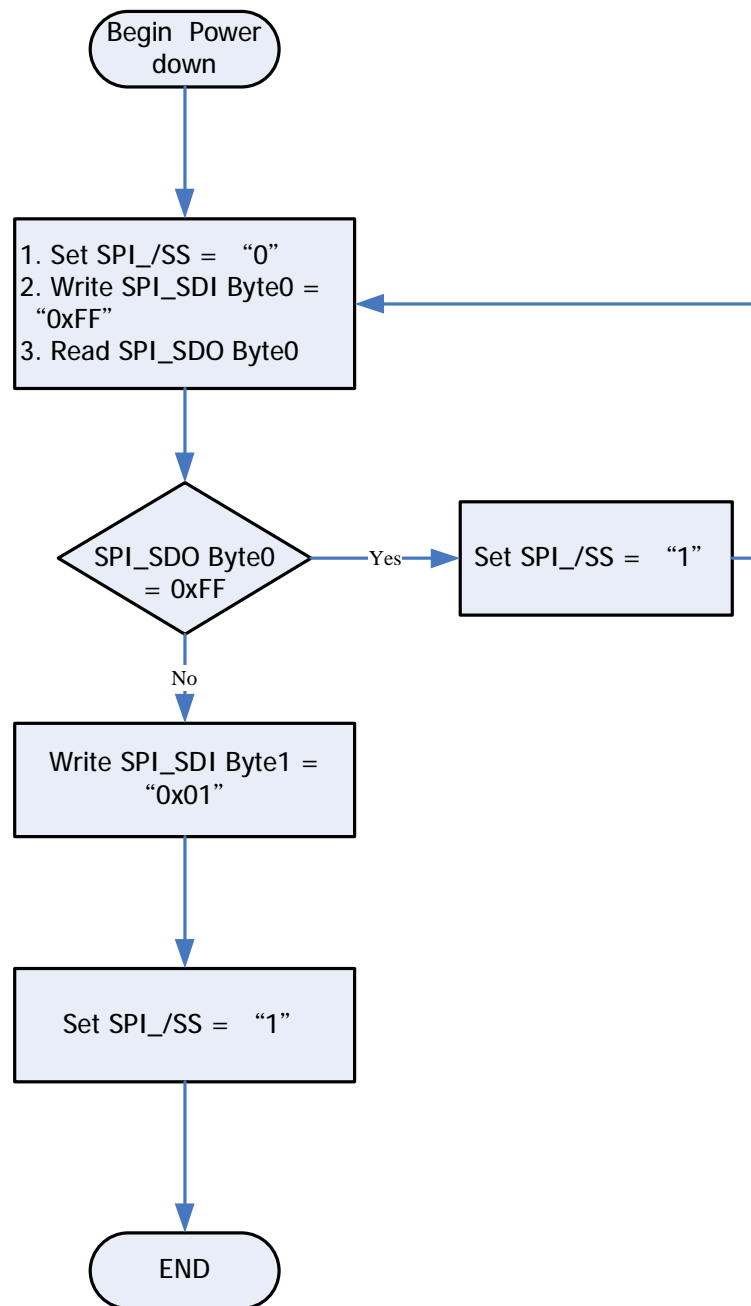 Begin Power
down
1. Set SPI_/SS = “0”
2. Write SPI_SDI Byte0 =
“0xFF”
3. Read SPI_SDO Byte0
SPI_SDO Byte0
= 0xFF
Yes
Set SPI_/SS = “1”
No
Write SPI_SDI Byte1 =
“0x01”
Set SPI_/SS = “1”
END